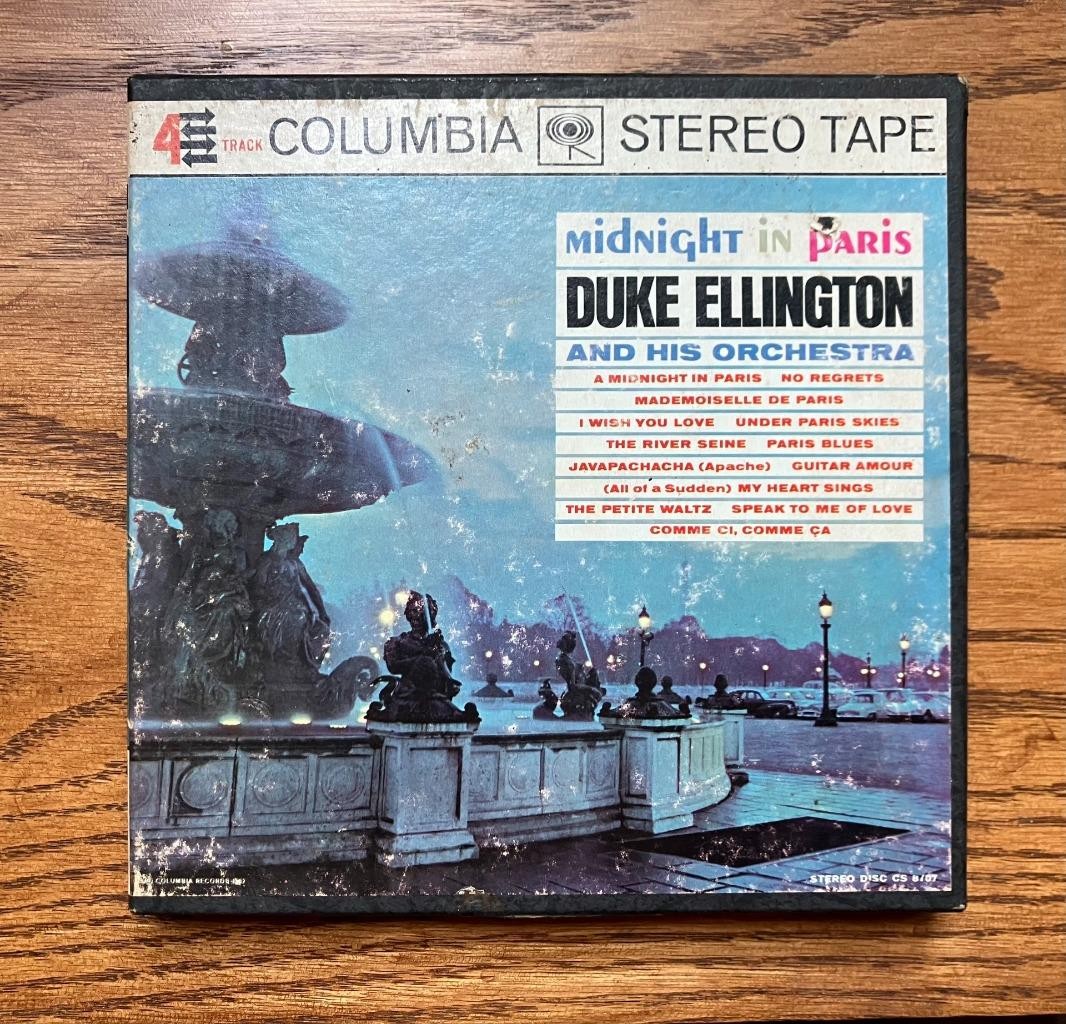 4 TRACK COLUMBIA STEREO TAPE
MIDNIGHT IN PARIS
DUKE ELLINGTON
AND HIS ORCHESTRA
A MIDNIGHT IN PARIS NO REGRETS
MADEMOISELLE DE PARIS
I WISH YOU LOVE UNDER PARIS SKIES
THE RIVER SEINE PARIS BLUES
JAVAPACHACHA (Apache) GUITAR AMOUR
(All of a Sudden) MY HEART SINGS
THE PETITE WALTZ SPEAK TO ME OF LOVE
COMME CI, COMME ÇA
COLUMBIA RECORDS
STEREO DISC CS 8707